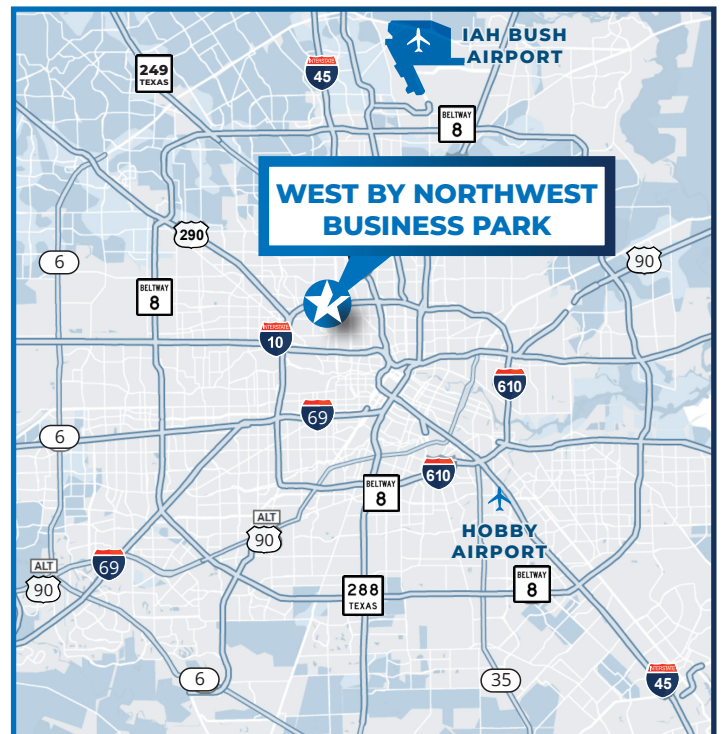 IAH BUSH
AIRPORT
249
TEXAS
INTERSTATE
45
BELTWAY
8
WEST BY NORTHWEST
BUSINESS PARK
290
6
90
BELTWAY
8
INTERSTATE
10
610
69
6
610
BELTWAY
8
HOBBY
AIRPORT
ALT
90
ALT
90
69
288
TEXAS
BELTWAY
8
6
35
INTERSTATE
45